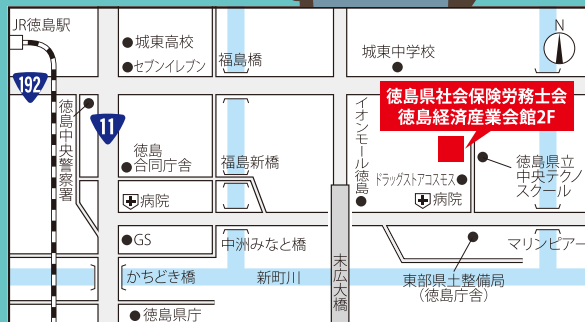 JR徳島駅
城東高校
セブンイレブン
福島橋
城東中学校
N
192
徳島中央警察署
11
徳島
合同庁舎
福島新橋
イオンモール徳島
徳島県社会保険労務士会
徳島経済産業会館2F
ドラッグストアコスモス
徳島県立
中央テクノ
スクール
病院
病院
GS
中洲みなと橋
マリンピアー
かちどき橋
新町川
末広大橋
東部県土整備局
(徳島庁舎)
徳島県庁